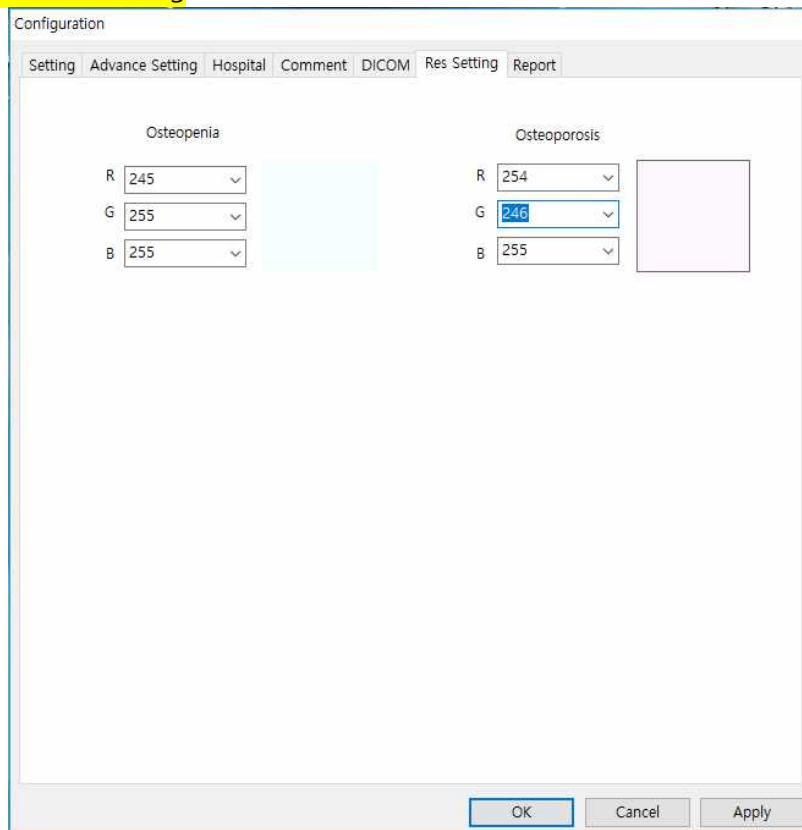 Configuration
Setting Advance Setting Hospital Comment DICOM Res Setting Report
Osteopenia Osteoporosis
R 245 R 254
G 255 G 246
B 255 B 255
OK Cancel Apply